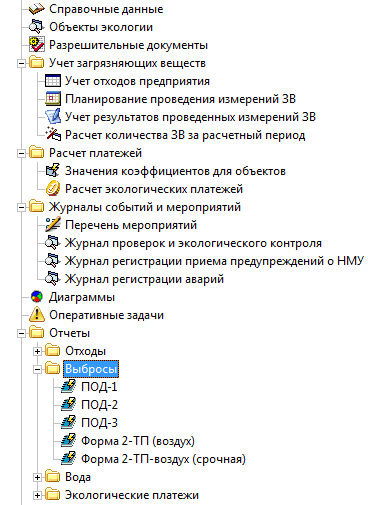 Справочные данные
Объекты экологии
Разрешительные документы
Учет загрязняющих веществ
Учет отходов предприятия
Планирование проведения измерений ЗВ
Учет результатов проведенных измерений ЗВ
Расчет количества ЗВ за расчетный период
Расчет платежей
Значения коэффициентов для объектов
Расчет экологических платежей
Журналы событий и мероприятий
Перечень мероприятий
Журнал проверок и экологического контроля
Журнал регистрации приема предупреждений о НМУ
Журнал регистрации аварий
Диаграммы
Оперативные задачи
Отчеты
Отходы
Выбросы
ПОД-1
ПОД-2
ПОД-3
Форма 2-ТП (воздух)
Форма 2-ТП-воздух (срочная)
Вода
Экологические платежи